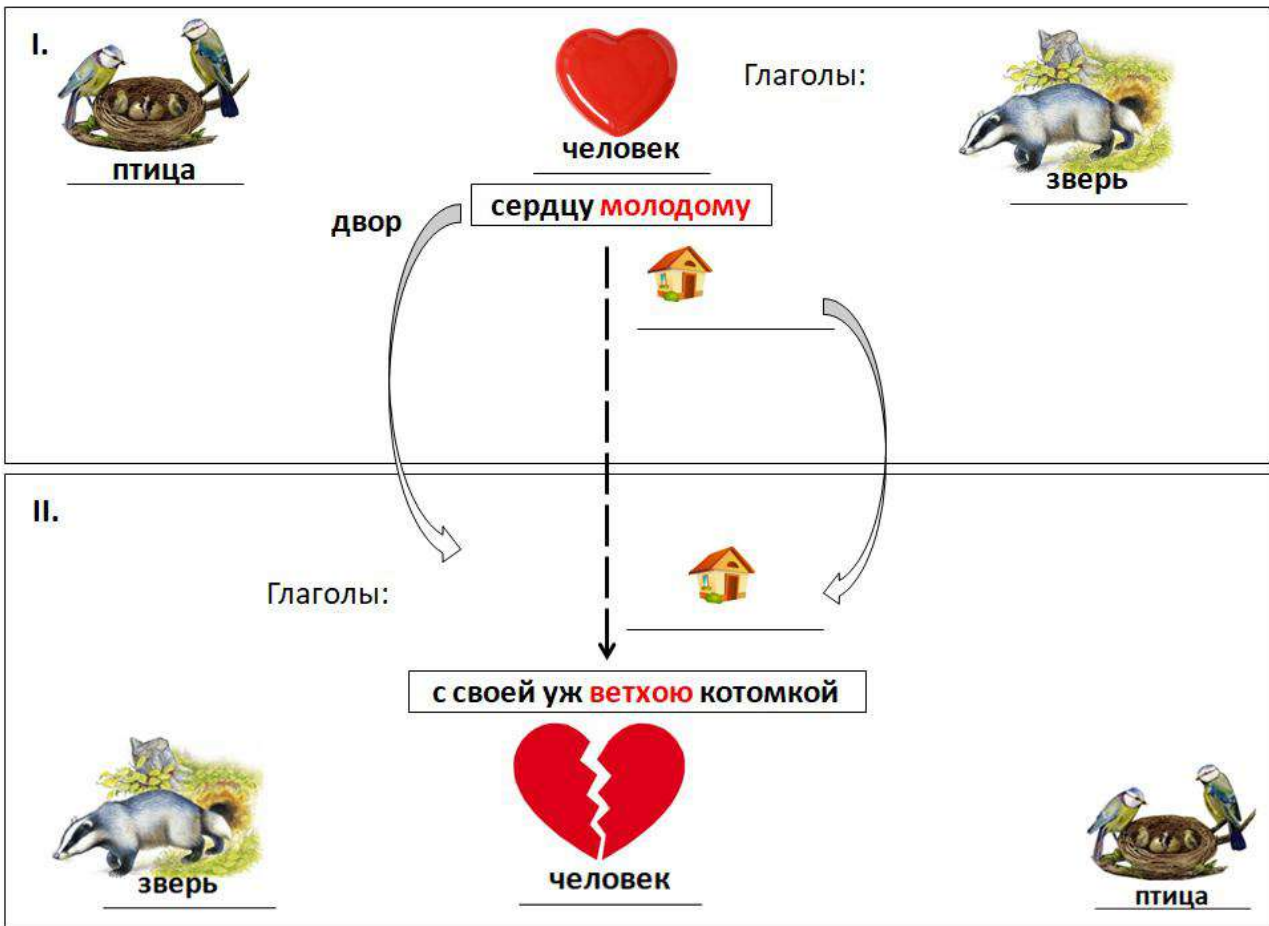 I.
Глаголы:
птица
человек
зверь
двор
сердцу молодому
II.
Глаголы:
с своей уж ветхою котомкой
зверь
человек
птица